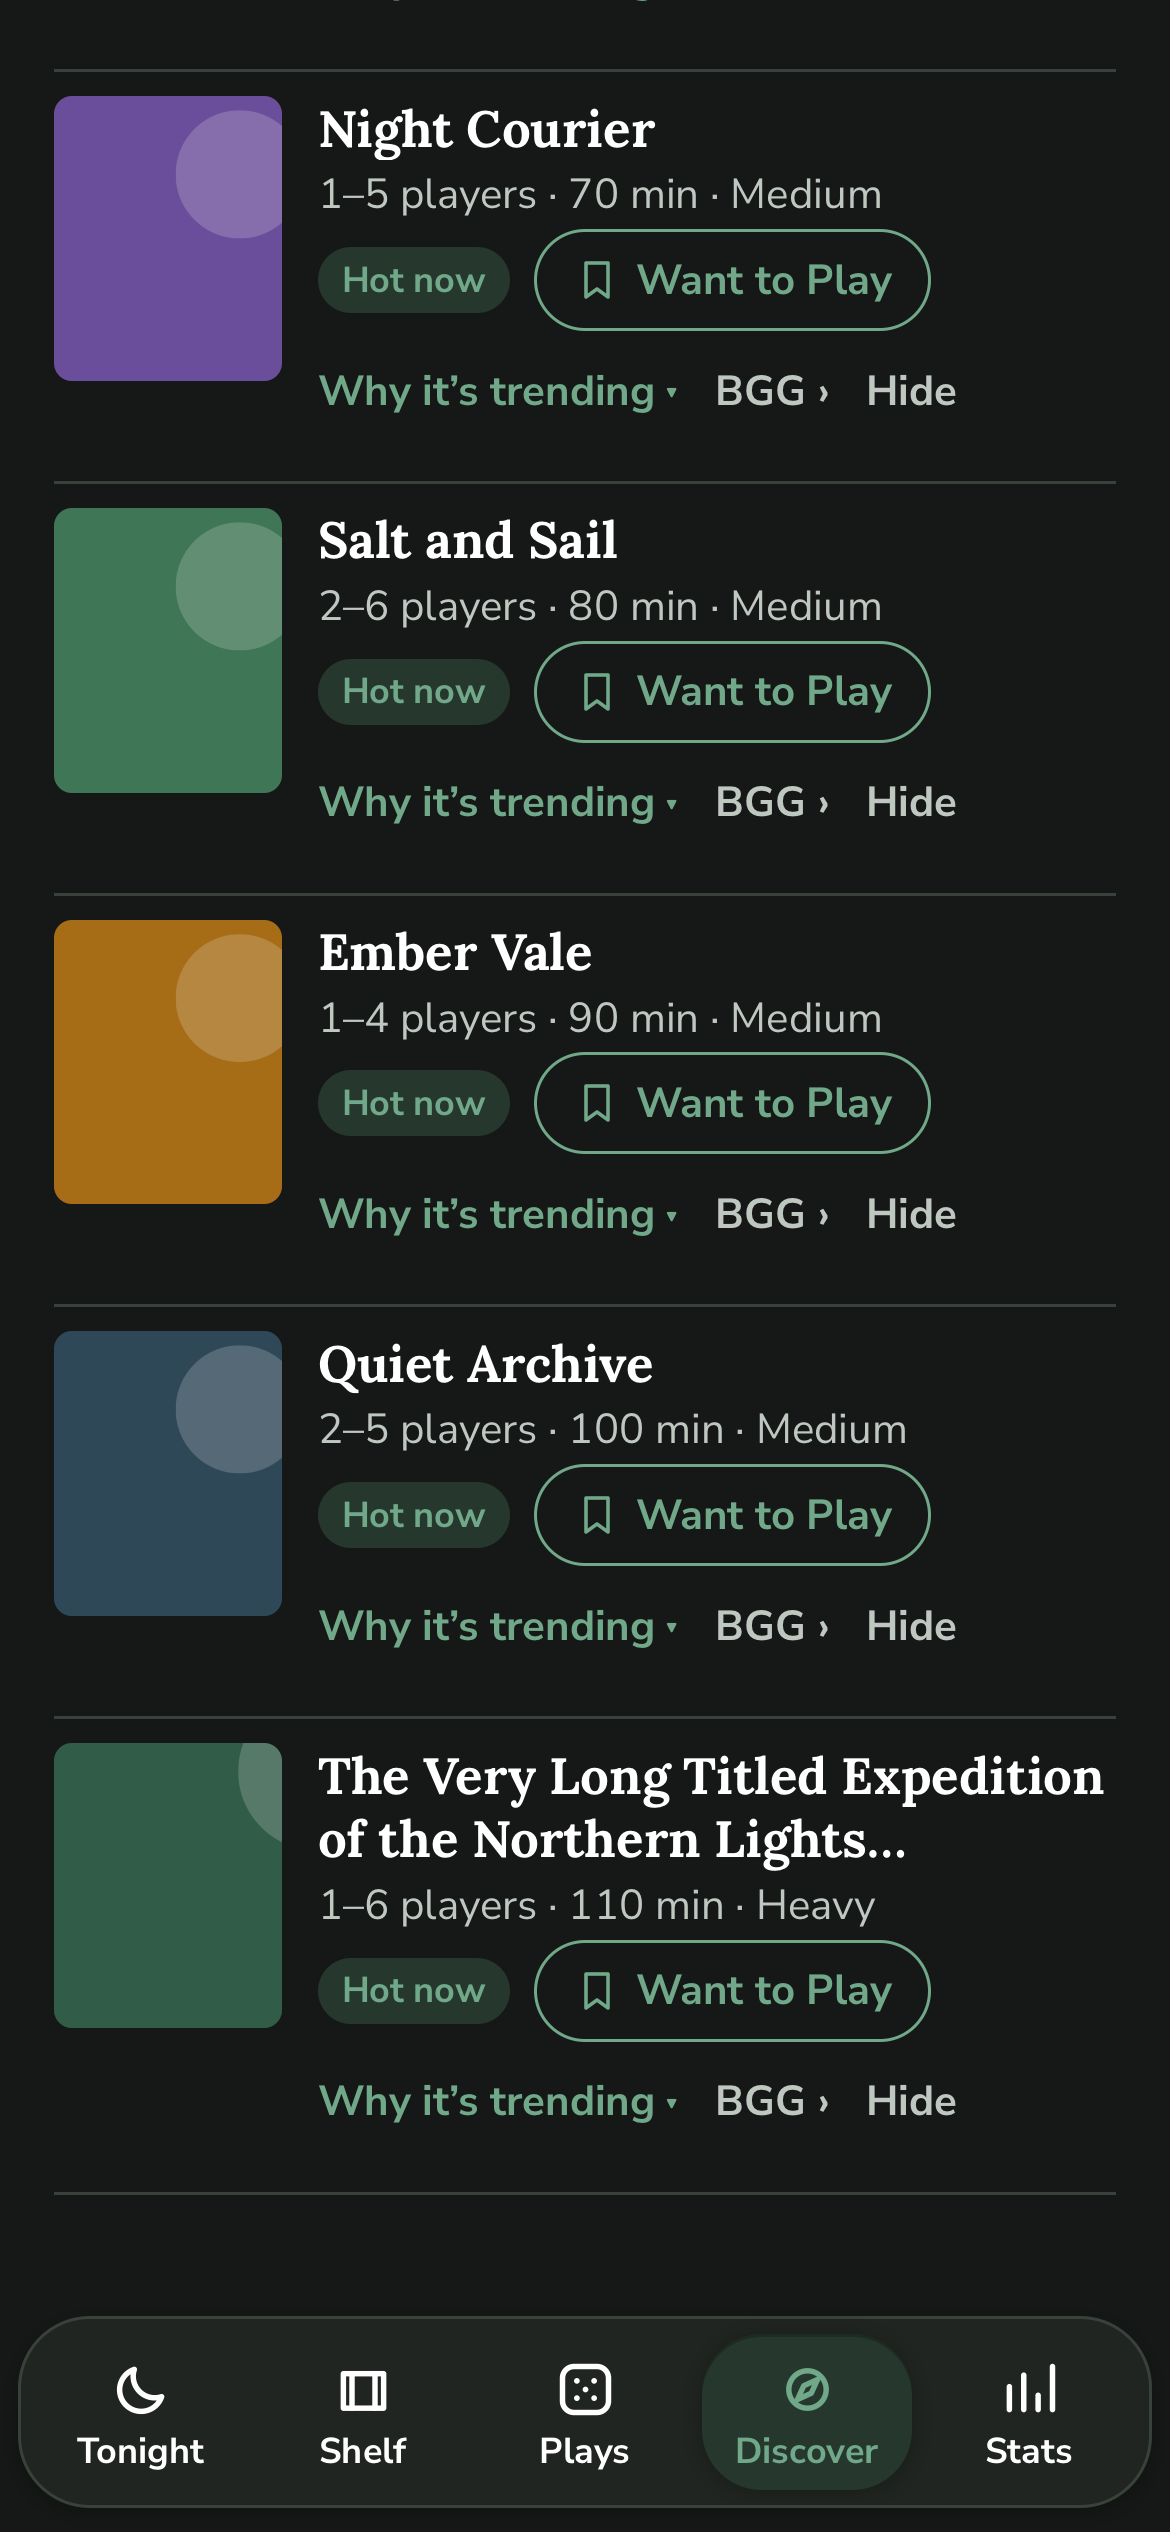 Night Courier
1–5 players · 70 min · Medium
Hot now Want to Play
Why it’s trending ▾ BGG › Hide
Salt and Sail
2–6 players · 80 min · Medium
Hot now Want to Play
Why it’s trending ▾ BGG › Hide
Ember Vale
1–4 players · 90 min · Medium
Hot now Want to Play
Why it’s trending ▾ BGG › Hide
Quiet Archive
2–5 players · 100 min · Medium
Hot now Want to Play
Why it’s trending ▾ BGG › Hide
The Very Long Titled Expedition
of the Northern Lights…
1–6 players · 110 min · Heavy
Hot now Want to Play
Why it’s trending ▾ BGG › Hide
Tonight Shelf Plays Discover Stats